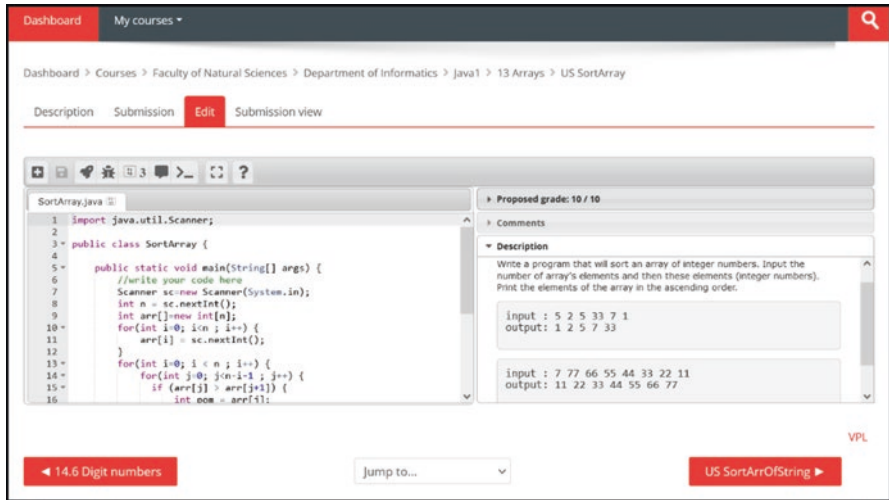 Dashboard My courses
Dashboard > Courses > Faculty of Natural Sciences > Department of Informatics > Java1 > 13 Arrays > US SortArray
Description Submission Edit Submission view
3 >_ ?
SortArray.java
1 import java.util.Scanner;
2
3 public class SortArray {
4
5 public static void main(String[] args) {
6 //write your code here
7 Scanner sc=new Scanner(System.in);
8 int n = sc.nextInt();
9 int arr[]=new int[n];
10 for(int i=0; i<n ; i++) {
11 arr[i] = sc.nextInt();
12 }
13 for(int i=0; i < n ; i++) {
14 for(int j=0; j<n-i-1 ; j++) {
15 if (arr[j] > arr[j+1]) {
16 int pom = arr[j];
Proposed grade: 10 / 10
Comments
Description
Write a program that will sort an array of integer numbers. Input the
number of array's elements and then these elements (integer numbers).
Print the elements of the array in the ascending order.
input : 5 2 5 33 7 1
output: 1 2 5 7 33
input : 7 77 66 55 44 33 22 11
output: 11 22 33 44 55 66 77
VPL
◄ 14.6 Digit numbers
Jump to...
US SortArrOfString ►